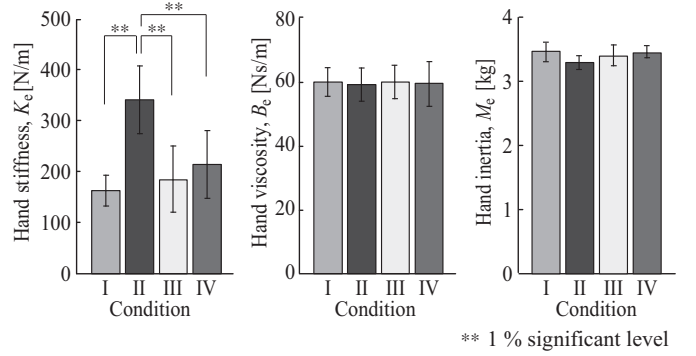 Hand stiffness, Ke [N/m]
500
400
300
200
100
0
**
**
**
I II III IV
Condition
Hand viscosity, Be [Ns/m]
80
60
40
20
0
I II III IV
Condition
Hand inertia, Me [kg]
4
3
2
1
0
I II III IV
Condition
** 1 % significant level